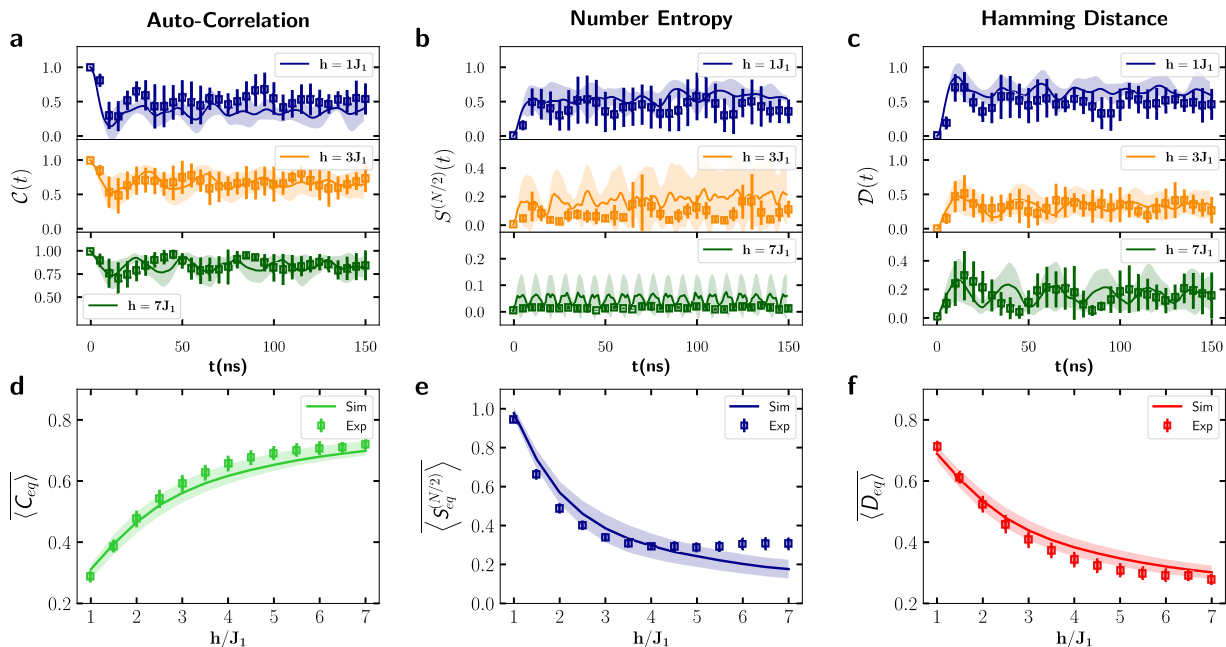 Auto-Correlation
Number Entropy
Hamming Distance
a
h = 1J₁
1.0
0.5
0.0
h = 3J₁
1.0
0.5
0.0
C(t)
h = 7J₁
1.00
0.75
0.50
0 50 100 150
t(ns)
b
h = 1J₁
1.0
0.5
0.0
h = 3J₁
0.4
0.2
0.0
S^(N/2)(t)
h = 7J₁
0.2
0.1
0.0
0 50 100 150
t(ns)
c
h = 1J₁
1.0
0.5
0.0
h = 3J₁
1.0
0.5
0.0
D(t)
h = 7J₁
0.4
0.2
0.0
0 50 100 150
t(ns)
d
Sim
Exp
0.8
0.6
0.4
0.2
⟨C_eq⟩
1 2 3 4 5 6 7
h/J₁
e
Sim
Exp
1.0
0.8
0.6
0.4
0.2
0.0
⟨S_eq^(N/2)⟩
1 2 3 4 5 6 7
h/J₁
f
Sim
Exp
0.8
0.6
0.4
0.2
⟨D_eq⟩
1 2 3 4 5 6 7
h/J₁